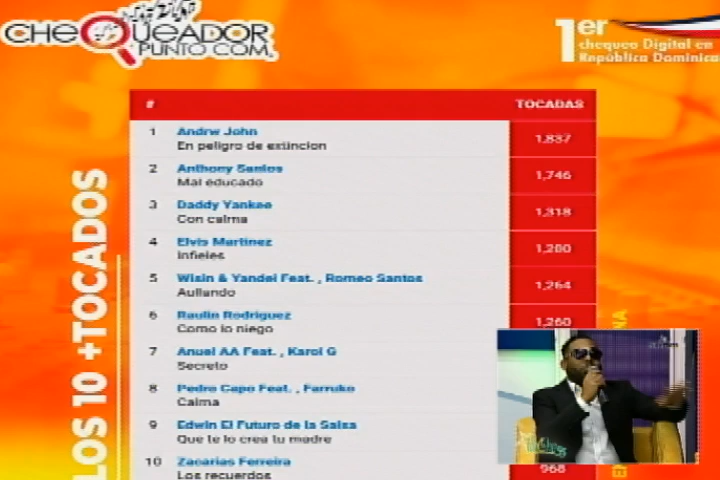 CHEQUEADOR
PUNTO COM.
1er
chequeo Digital en
República Dominica
LOS 10 +TOCADOS
# TOCADAS
1 Andrw John 1,837
En peligro de extincion
2 Anthony Santos 1,746
Mal educado
3 Daddy Yankee 1,318
Con calma
4 Elvis Martinez
Infieles
5 Wisin & Yandel Feat. , Romeo Santos 1,264
Aullando
6 Raulin Rodriguez 1,260
Como lo niego
7 Anuel AA Feat. , Karol G
Secreto
8 Pedro Capo Feat. , Farruko
Calma
9 Edwin El Futuro de la Salsa
Que te lo crea tu madre
10 Zacarias Ferreira 968
Los recuerdos